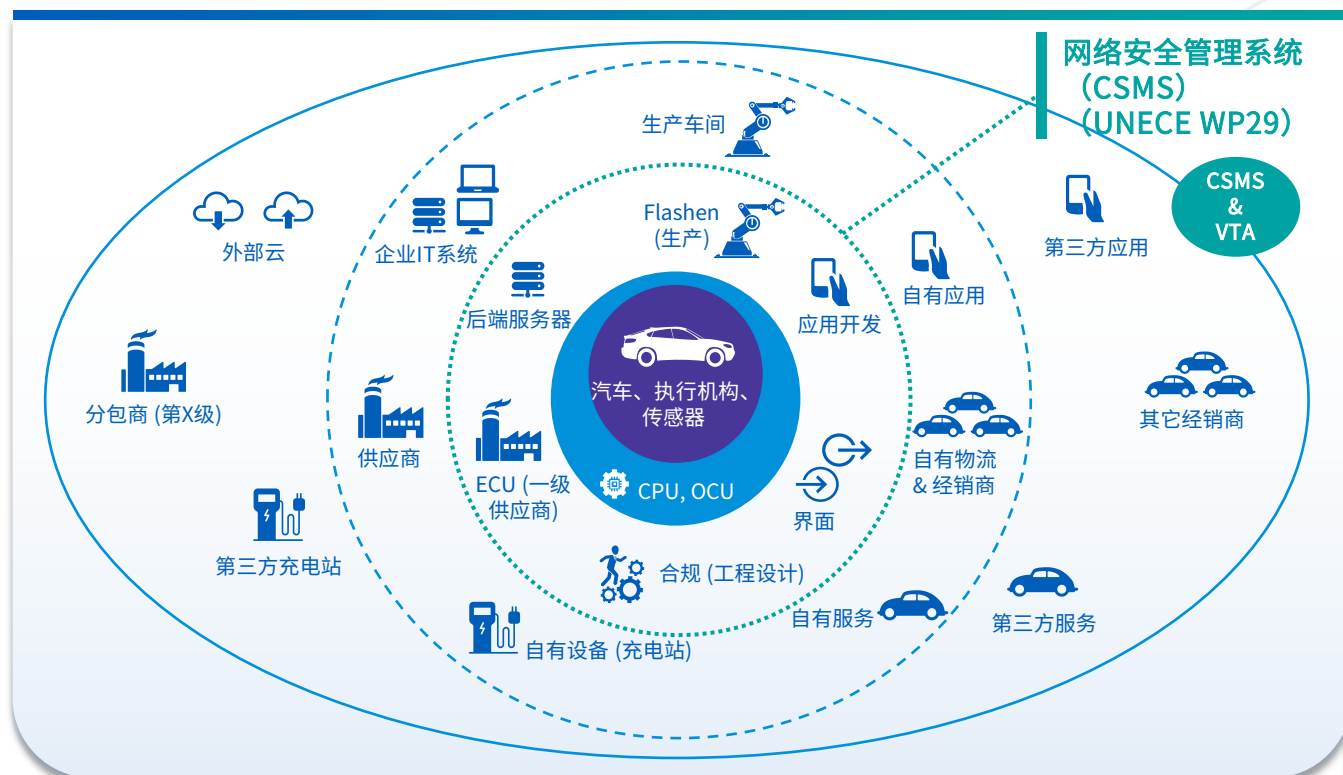 网络安全管理系统
（CSMS）
（UNECE WP29）
CSMS
&
VTA
生产车间
Flashen
(生产)
外部云
企业IT系统
后端服务器
应用开发
自有应用
第三方应用
汽车、执行机构、
传感器
CPU, OCU
分包商 (第X级)
供应商
ECU (一级
供应商)
界面
自有物流
& 经销商
其它经销商
第三方充电站
合规 (工程设计)
自有设备 (充电站)
自有服务
第三方服务